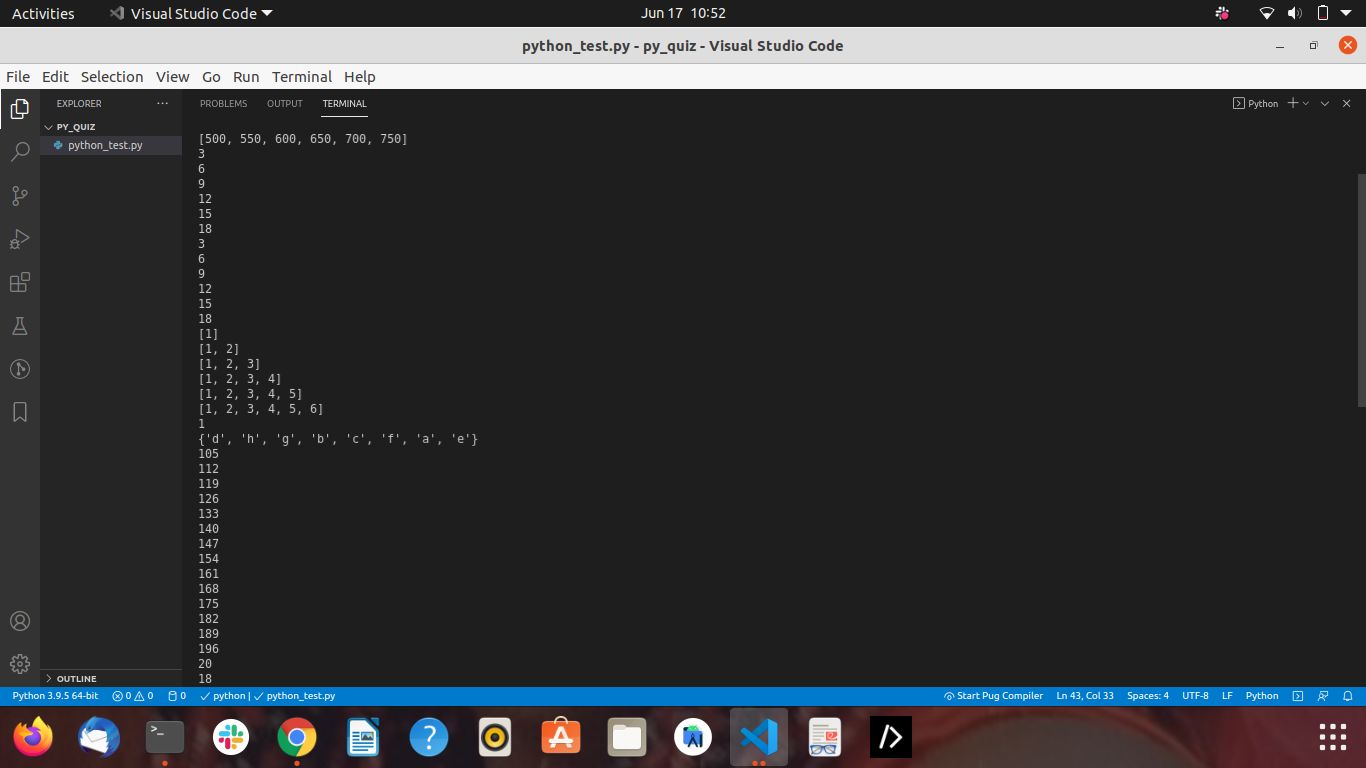 Activities
Visual Studio Code
Jun 17 10:52
python_test.py - py_quiz - Visual Studio Code
File Edit Selection View Go Run Terminal Help
EXPLORER
PROBLEMS OUTPUT TERMINAL
Python
PY_QUIZ
python_test.py
[500, 550, 600, 650, 700, 750]
3
6
9
12
15
18
3
6
9
12
15
18
[1]
[1, 2]
[1, 2, 3]
[1, 2, 3, 4]
[1, 2, 3, 4, 5]
[1, 2, 3, 4, 5, 6]
1
{'d', 'h', 'g', 'b', 'c', 'f', 'a', 'e'}
105
112
119
126
133
140
147
154
161
168
175
182
189
196
20
18
OUTLINE
Python 3.9.5 64-bit 0 0 0 python | python_test.py Start Pug Compiler Ln 43, Col 33 Spaces: 4 UTF-8 LF Python